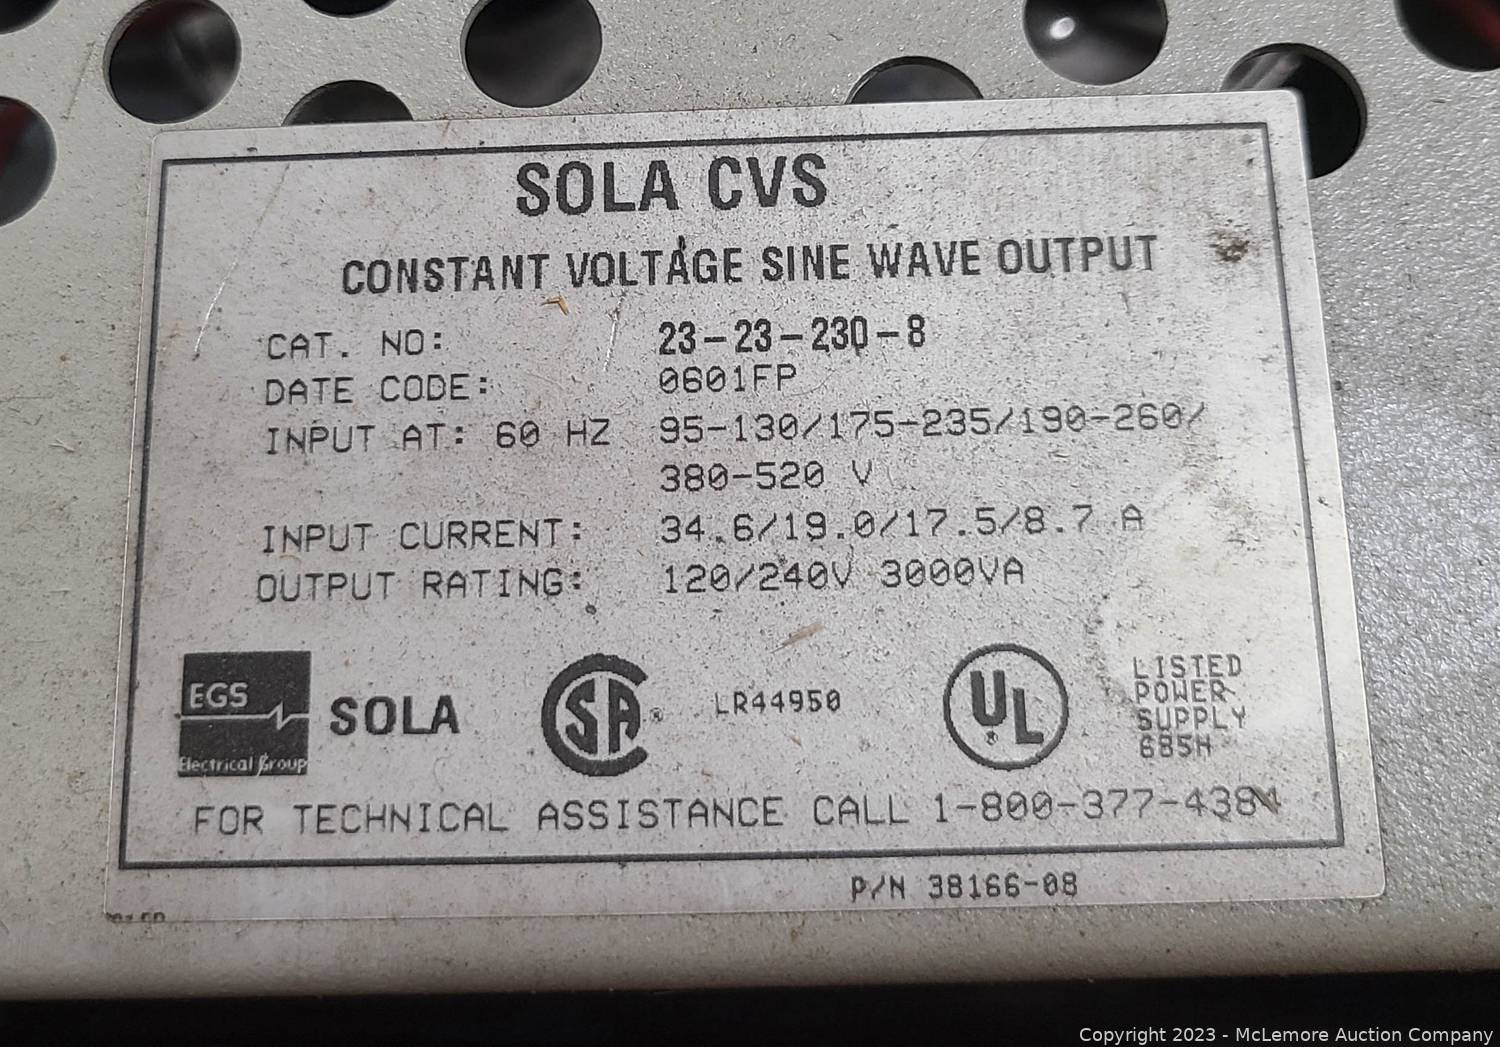 SOLA CVS
CONSTANT VOLTAGE SINE WAVE OUTPUT
CAT. NO: 23-23-230-8
DATE CODE: 0601FP
INPUT AT: 60 HZ 95-130/175-235/190-260/
380-520 V
INPUT CURRENT: 34.6/19.0/17.5/8.7 A
OUTPUT RATING: 120/240V 3000VA
EGS
Electrical Group
SOLA
SA ®
LR44950
UL ®
LISTED
POWER
SUPPLY
685H
FOR TECHNICAL ASSISTANCE CALL 1-800-377-4384
P/N 38166-08
Copyright 2023 - McLemore Auction Company